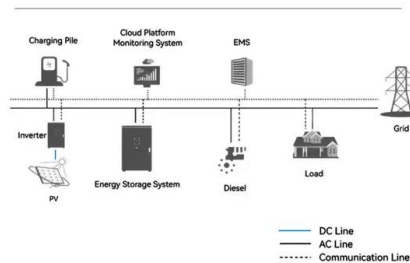 Charging Pile
Cloud Platform
Monitoring System
EMS
Grid
Inverter
PV
Energy Storage System
Diesel
Load
DC Line
AC Line
Communication Line